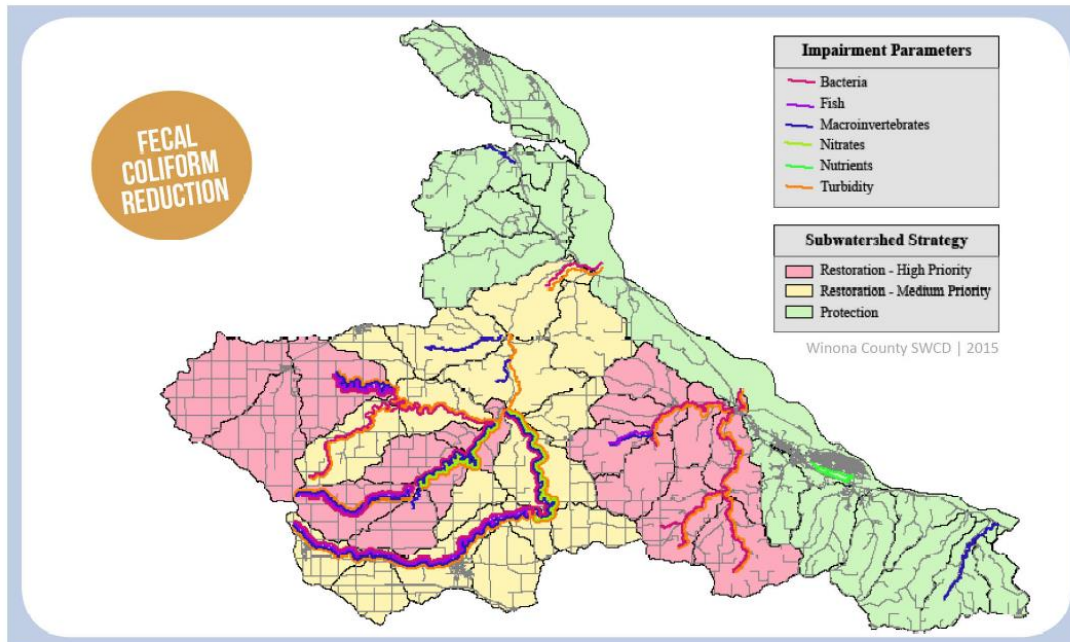 FECAL
COLIFORM
REDUCTION
Impairment Parameters
Bacteria
Fish
Macroinvertebrates
Nitrates
Nutrients
Turbidity
Subwatershed Strategy
Restoration - High Priority
Restoration - Medium Priority
Protection
Winona County SWCD | 2015